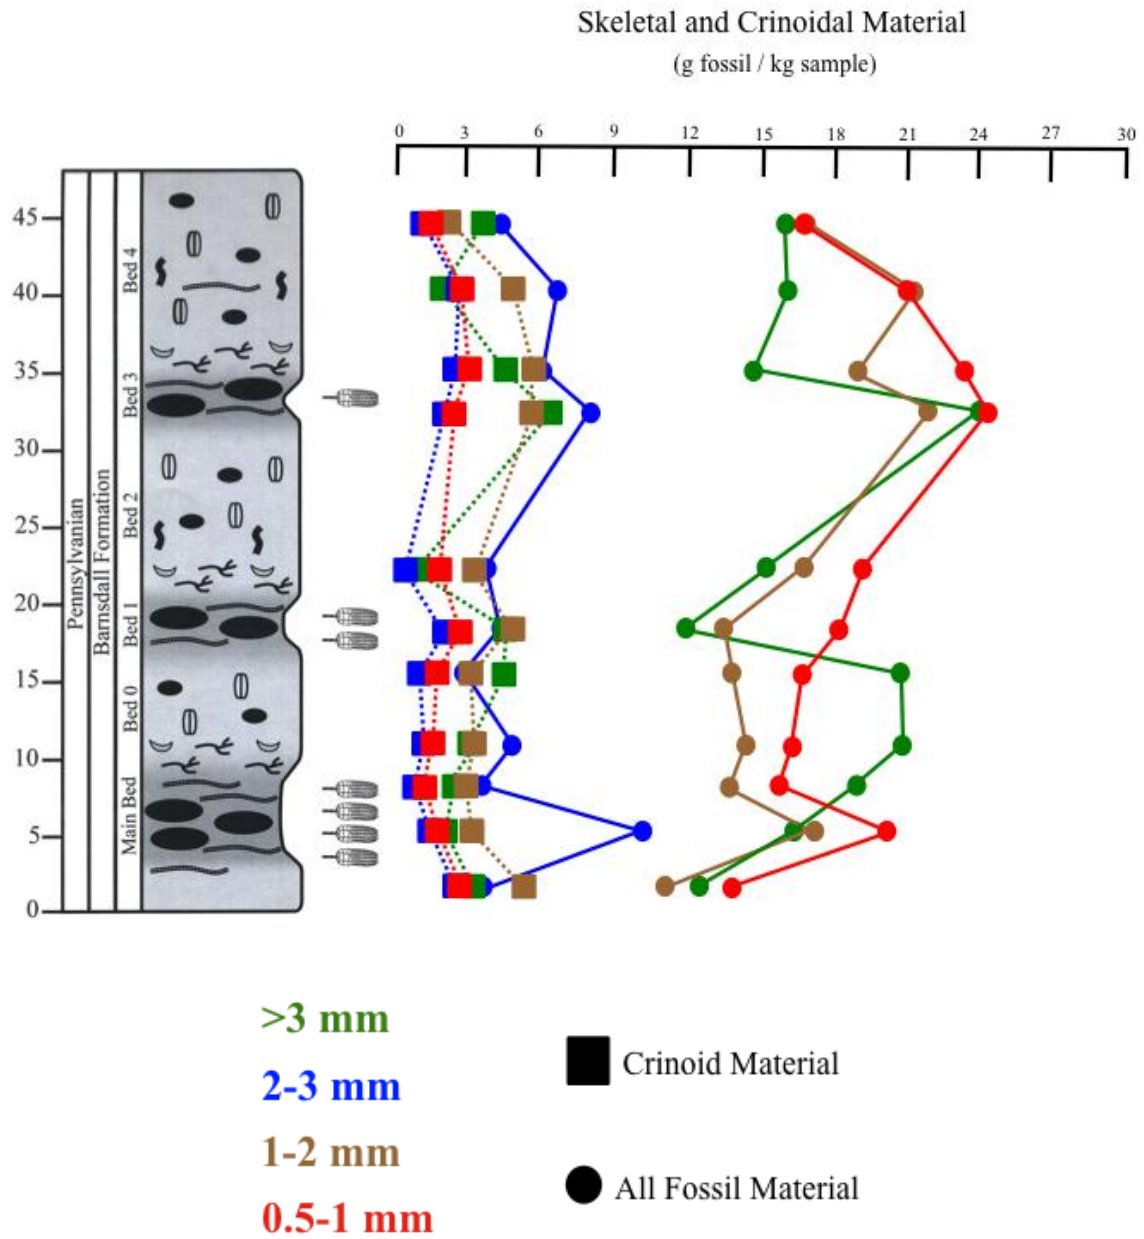 Skeletal and Crinoidal Material
(g fossil / kg sample)
0 3 6 9 12 15 18 21 24 27 30
45
40
35
30
25
20
15
10
5
0
Pennsylvanian
Barnsdall Formation
Bed 4
Bed 3
Bed 2
Bed 1
Bed 0
Main Bed
>3 mm
2-3 mm
1-2 mm
0.5-1 mm
Crinoid Material
All Fossil Material